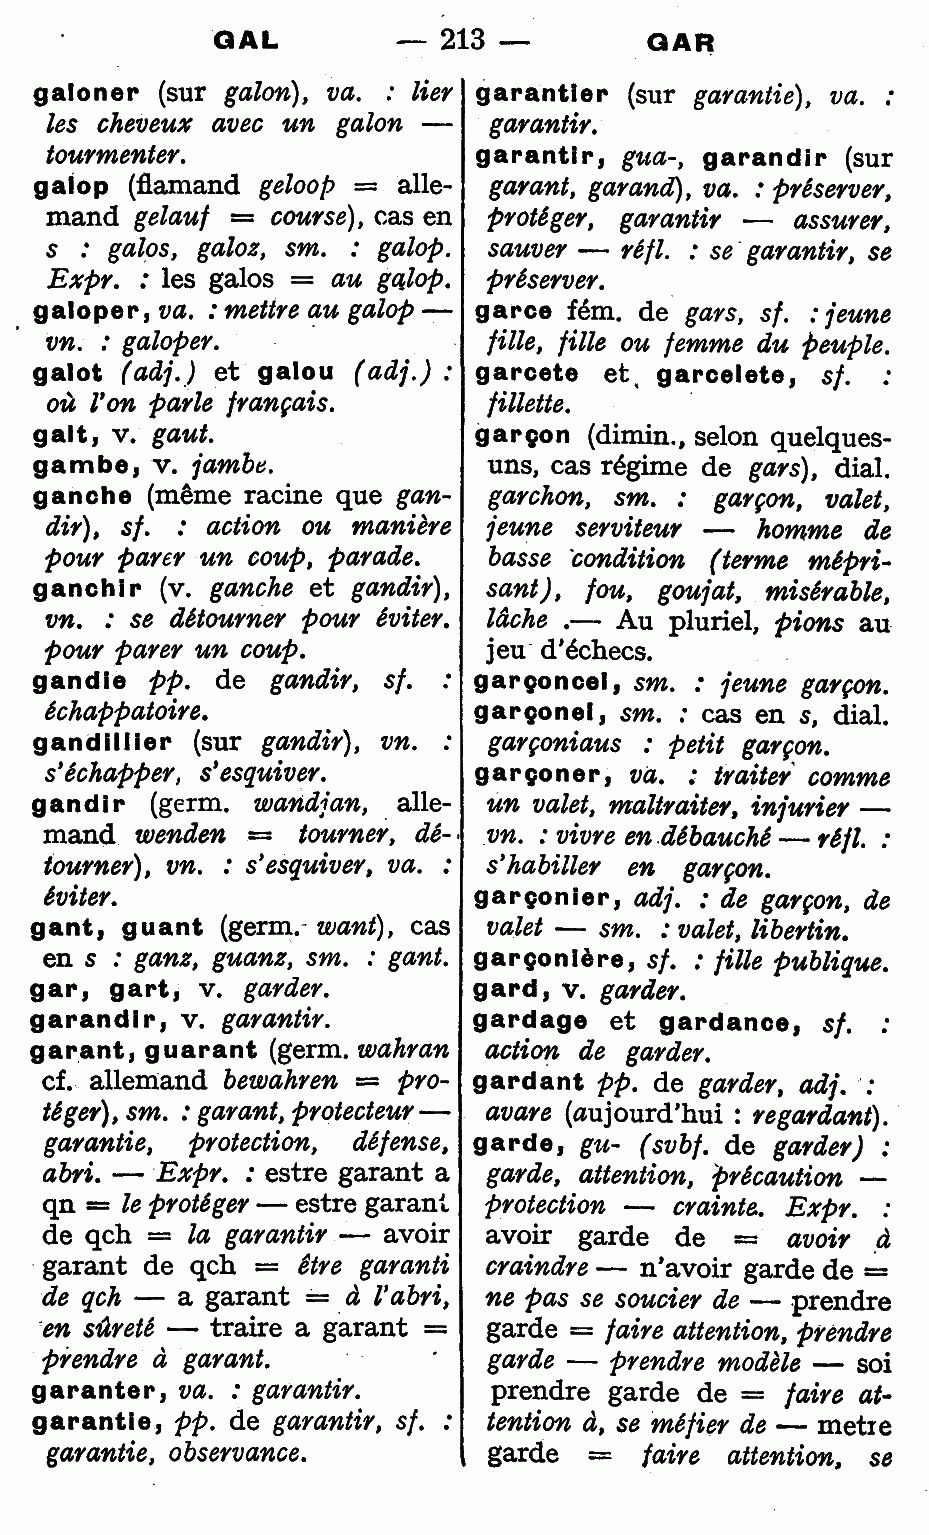 GAL — 213 — GAR
galoner (sur galon), va. : lier
les cheveux avec un galon —
tourmenter.
galop (flamand geloop = alle-
mand gelauf = course), cas en
s : galos, galoz, sm. : galop.
Expr. : les galos = au galop.
galoper, va. : mettre au galop —
vn. : galoper.
galot (adj.) et galou (adj.) :
où l'on parle français.
galt, v. gaut.
gambe, v. jambe.
ganche (même racine que gan-
dir), sf. : action ou manière
pour parer un coup, parade.
ganchir (v. ganche et gandir),
vn. : se détourner pour éviter.
pour parer un coup.
gandie pp. de gandir, sf. :
échappatoire.
gandillier (sur gandir), vn. :
s'échapper, s'esquiver.
gandir (germ. wandjan, alle-
mand wenden = tourner, dé-
tourner), vn. : s'esquiver, va. :
éviter.
gant, guant (germ. want), cas
en s : ganz, guanz, sm. : gant.
gar, gart, v. garder.
garandir, v. garantir.
garant, guarant (germ. wahran
cf. allemand bewahren = pro-
téger), sm. : garant, protecteur —
garantie, protection, défense,
abri. — Expr. : estre garant a
qn = le protéger — estre garant
de qch = la garantir — avoir
garant de qch = être garanti
de qch — a garant = à l'abri,
en sûreté — traire a garant =
prendre à garant.
garanter, va. : garantir.
garantie, pp. de garantir, sf. :
garantie, observance.
garantier (sur garantie), va. :
garantir.
garantir, gua-, garandir (sur
garant, garand), va. : préserver,
protéger, garantir — assurer,
sauver — réfl. : se garantir, se
préserver.
garce fém. de gars, sf. : jeune
fille, fille ou femme du peuple.
garcete et garcelete, sf. :
fillette.
garçon (dimin., selon quelques-
uns, cas régime de gars), dial.
garchon, sm. : garçon, valet,
jeune serviteur — homme de
basse condition (terme mépri-
sant), fou, goujat, misérable,
lâche .— Au pluriel, pions au
jeu d'échecs.
garçoncel, sm. : jeune garçon.
garçonel, sm. : cas en s, dial.
garçoniaus : petit garçon.
garçoner, va. : traiter comme
un valet, maltraiter, injurier —
vn. : vivre en débauché — réfl. :
s'habiller en garçon.
garçonier, adj. : de garçon, de
valet — sm. : valet, libertin.
garçonière, sf. : fille publique.
gard, v. garder.
gardage et gardance, sf. :
action de garder.
gardant pp. de garder, adj. :
avare (aujourd'hui : regardant).
garde, gu- (svbf. de garder) :
garde, attention, précaution —
protection — crainte. Expr. :
avoir garde de = avoir à
craindre — n'avoir garde de =
ne pas se soucier de — prendre
garde = faire attention, prendre
garde — prendre modèle — soi
prendre garde de = faire at-
tention à, se méfier de — metre
garde = faire attention, se